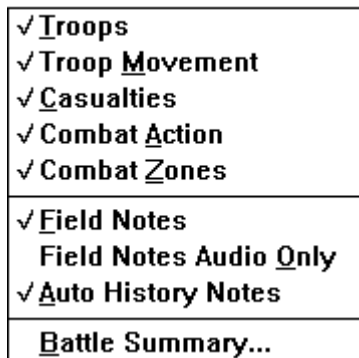 ✓ Troops
✓ Troop Movement
✓ Casualties
✓ Combat Action
✓ Combat Zones
✓ Field Notes
Field Notes Audio Only
✓ Auto History Notes
Battle Summary...